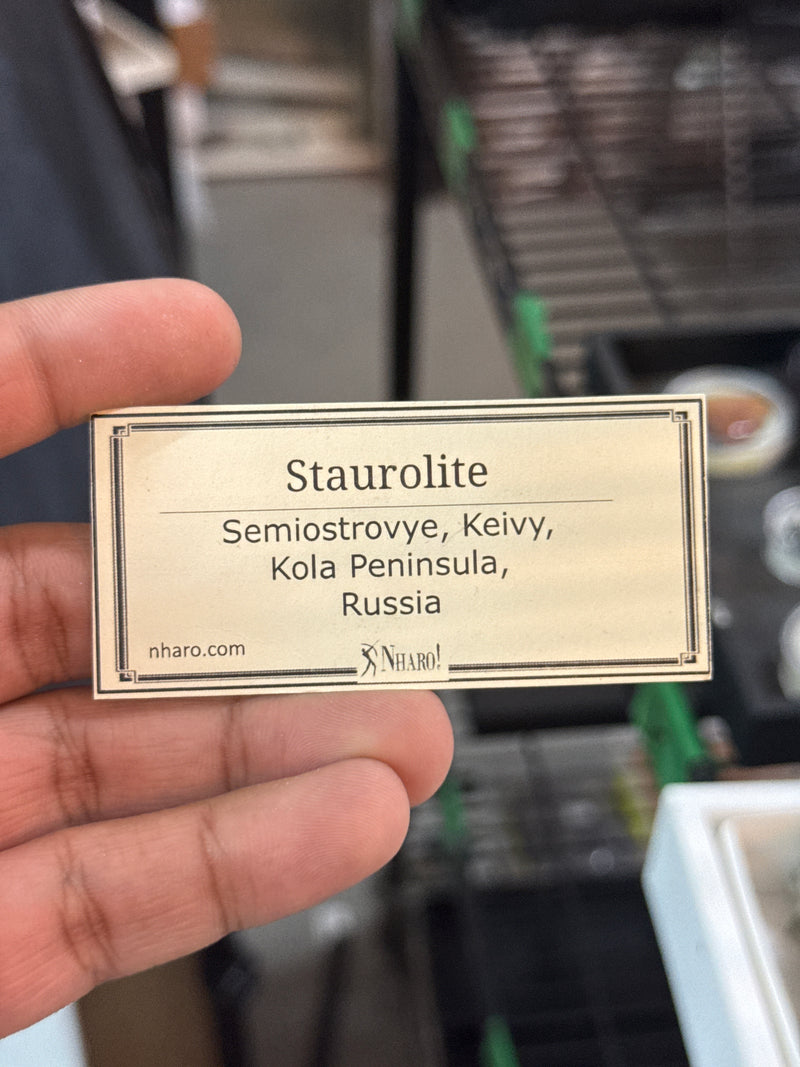 Staurolite
Semiostrovye, Keivy,
Kola Peninsula,
Russia
nharo.com
NHARO!